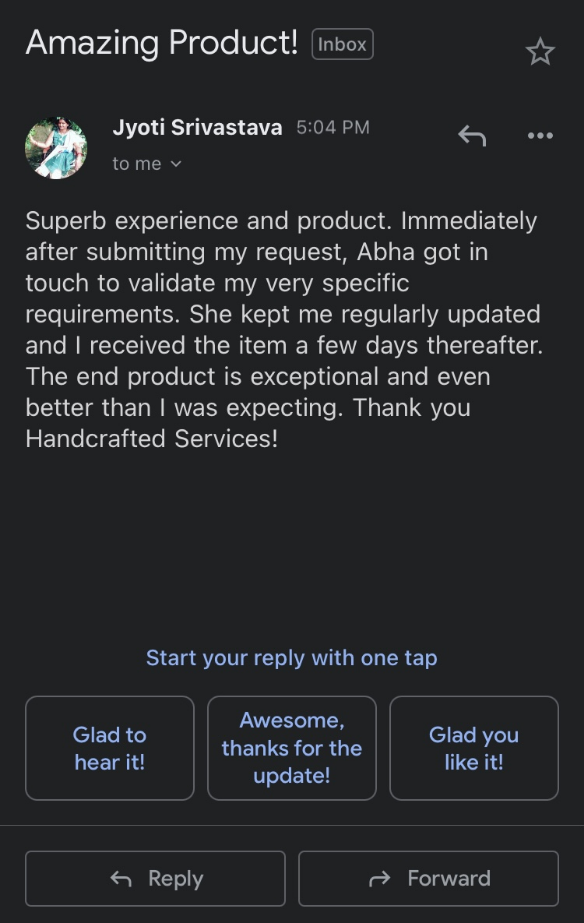 Amazing Product! Inbox
Jyoti Srivastava 5:04 PM
to me
Superb experience and product. Immediately
after submitting my request, Abha got in
touch to validate my very specific
requirements. She kept me regularly updated
and I received the item a few days thereafter.
The end product is exceptional and even
better than I was expecting. Thank you
Handcrafted Services!
Start your reply with one tap
Glad to
hear it!
Awesome,
thanks for the
update!
Glad you
like it!
Reply
Forward